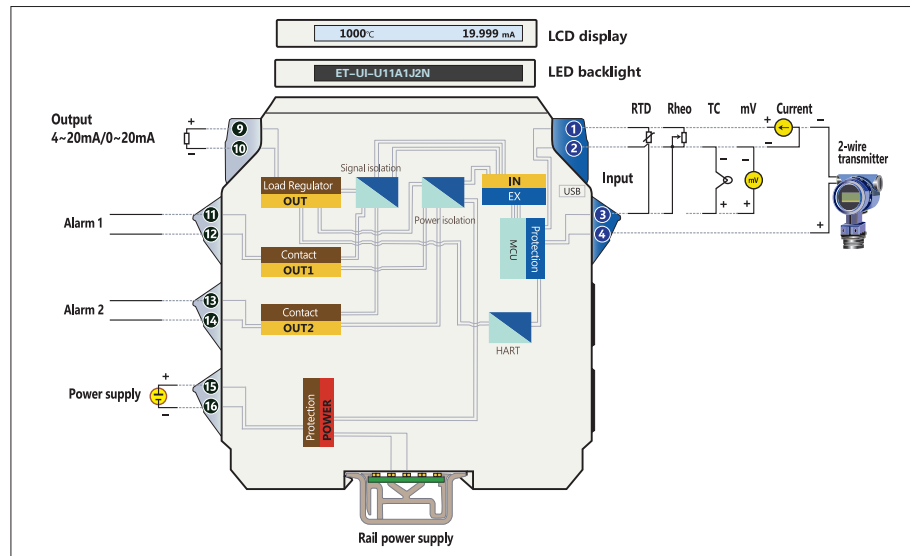 1000℃ 19.999 mA
LCD display
ET-UI-U11A1J2N
LED backlight
Output
4~20mA/0~20mA
+
−
9
10
Alarm 1
11
12
Alarm 2
13
14
Power supply
+
−
15
16
Signal isolation
Load Regulator
OUT
Power isolation
Contact
OUT1
Contact
OUT2
Protection
POWER
IN
EX
USB
MCU
Protection
HART
1
2
3
4
Input
RTD Rheo TC mV Current
+
−
−
−
+
+
mV
−
+
2-wire
transmitter
Rail power supply